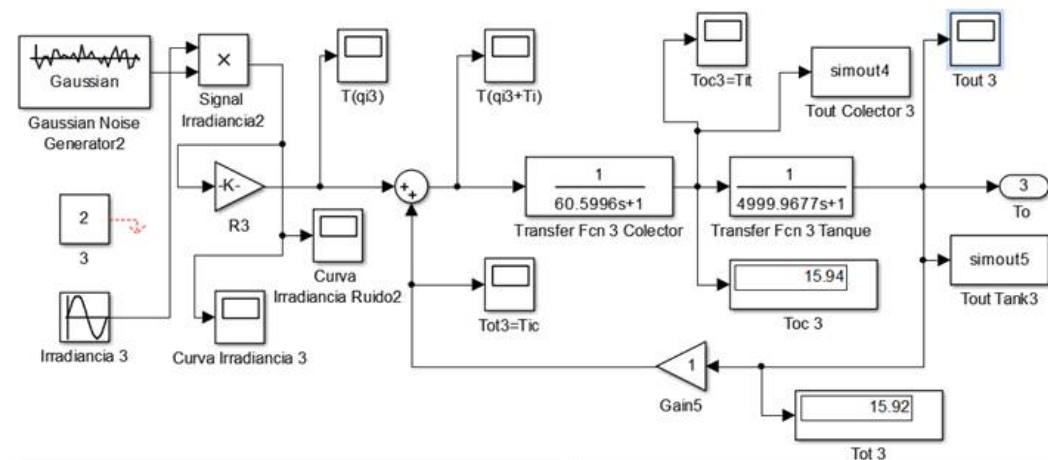 Gaussian
Gaussian Noise
Generator2
×
Signal
Irradiancia2
T(qi3)
T(qi3+Ti)
Toc3=Tit
simout4
Tout Colector 3
Tout 3
2
3
-K-
R3
++
1
60.5996s+1
Transfer Fcn 3 Colector
1
4999.9677s+1
Transfer Fcn 3 Tanque
3
To
Curva
Irradiancia Ruido2
Irradiancia 3
Curva Irradiancia 3
Tot3=Tic
15.94
Toc 3
simout5
Tout Tank3
1
Gain5
15.92
Tot 3